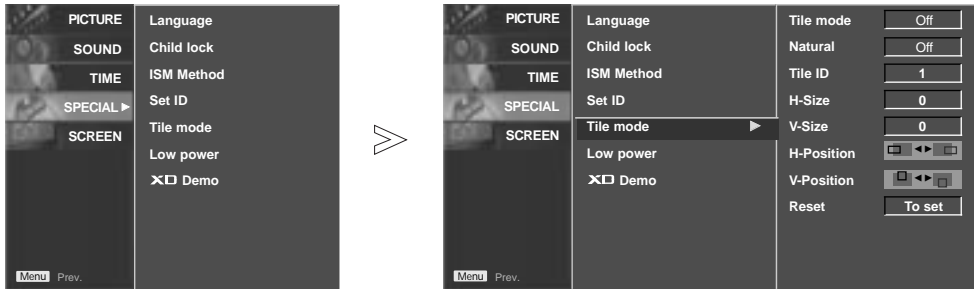 PICTURE
SOUND
TIME
SPECIAL
SCREEN
Menu Prev.
Language
Child lock
ISM Method
Set ID
Tile mode
Low power
XD Demo
PICTURE
SOUND
TIME
SPECIAL
SCREEN
Menu Prev.
Language
Child lock
ISM Method
Set ID
Tile mode
Low power
XD Demo
Tile mode Off
Natural Off
Tile ID 1
H-Size 0
V-Size 0
H-Position
V-Position
Reset To set